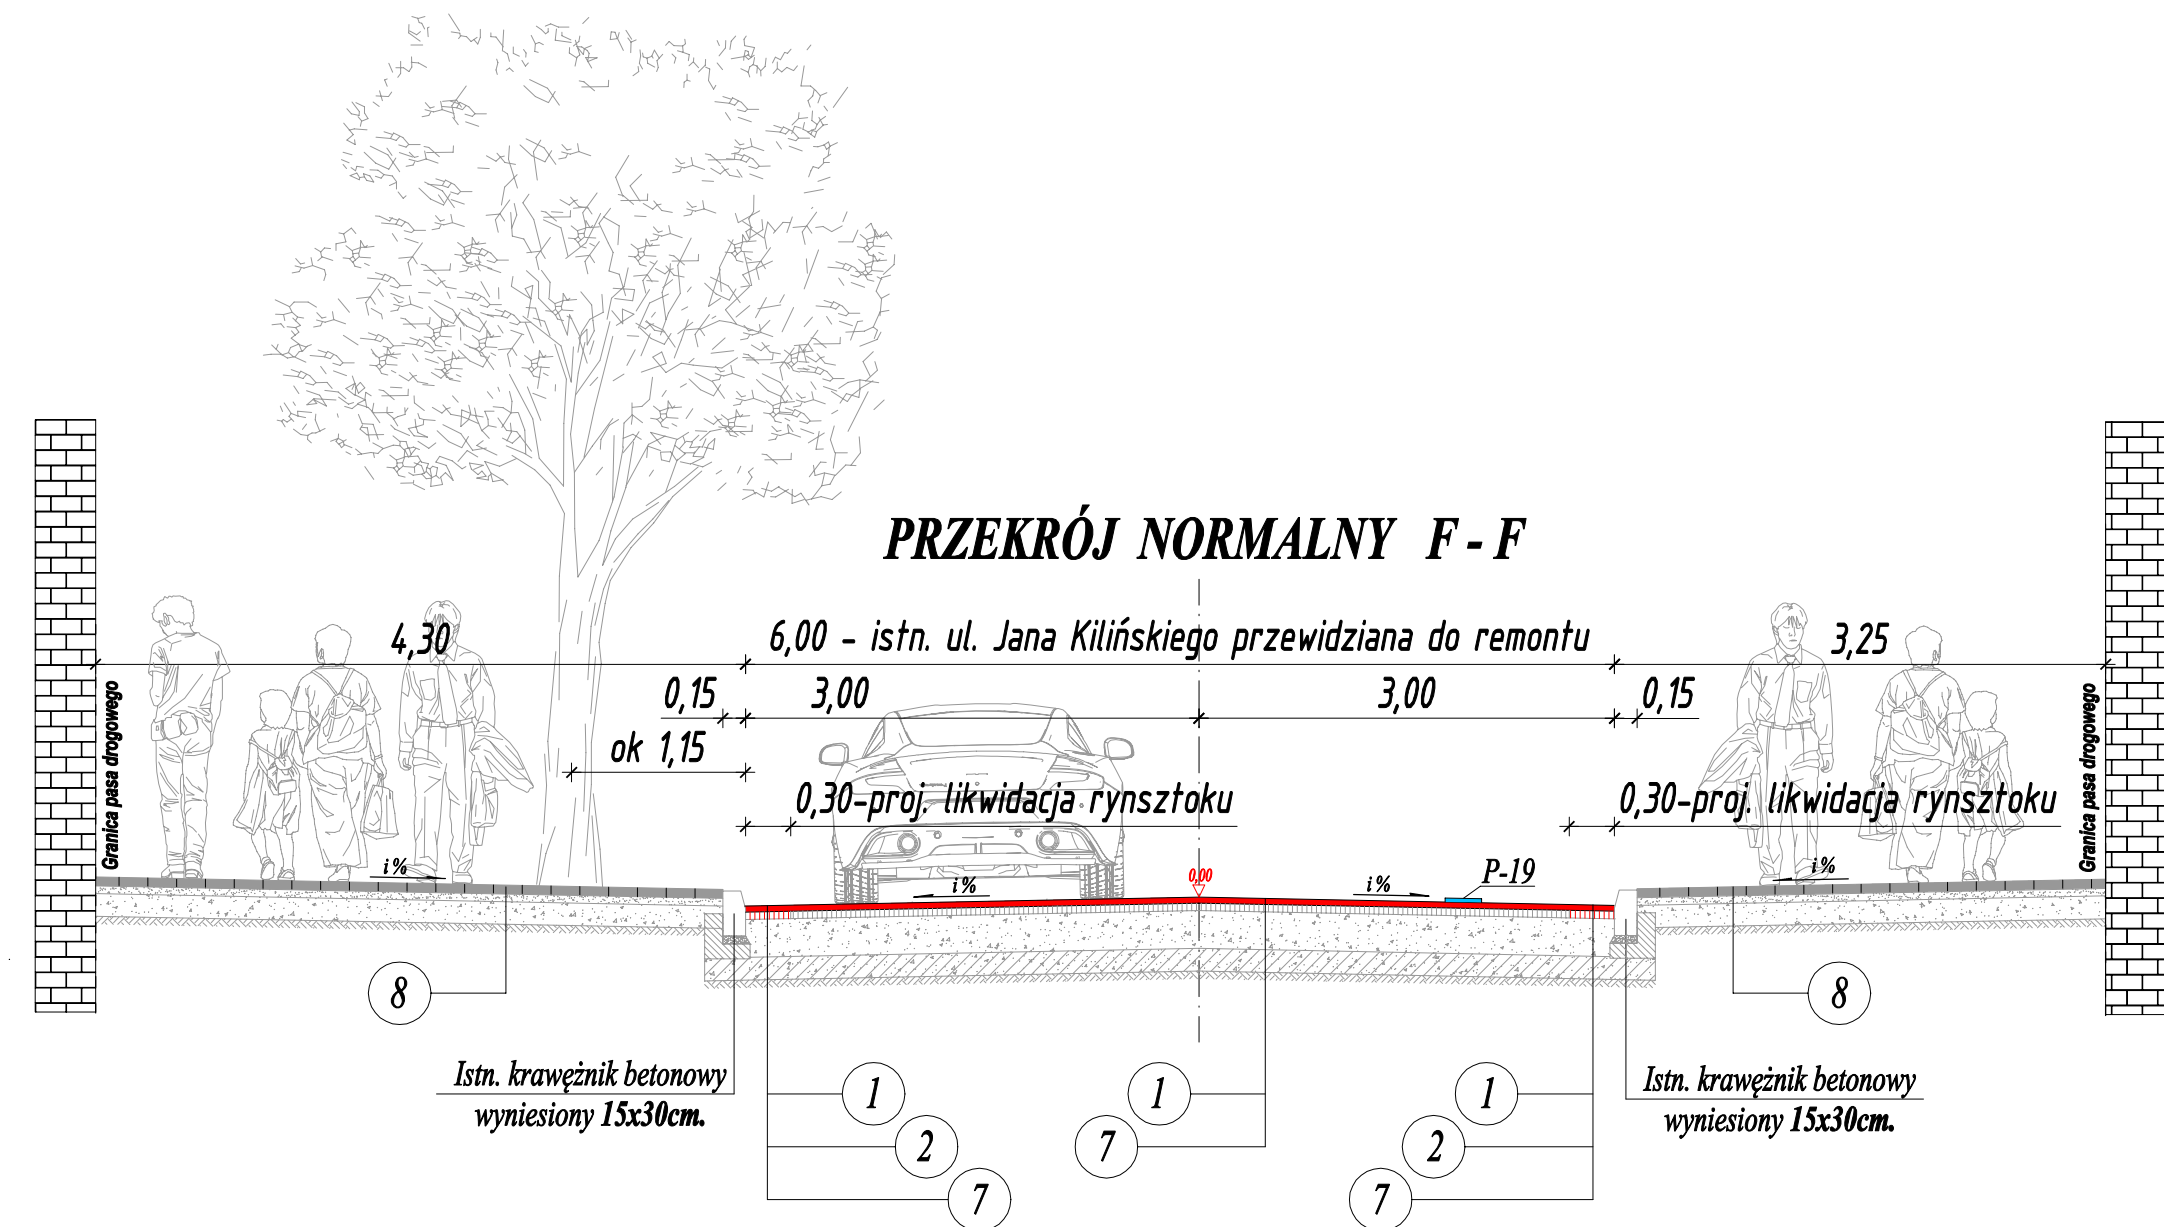 PRZEKRÓJ NORMALNY F - F
4,30
6,00 - istn. ul. Jana Kilińskiego przewidziana do remontu
3,25
0,15
3,00
3,00
0,15
ok 1,15
0,30-proj. likwidacja rynsztoku
0,30-proj. likwidacja rynsztoku
Granica pasa drogowego
Granica pasa drogowego
i%
i%
0,00
i%
P-19
i%
8
8
Istn. krawężnik betonowy
wyniesiony 15x30cm.
1
2
7
1
7
1
2
7
Istn. krawężnik betonowy
wyniesiony 15x30cm.